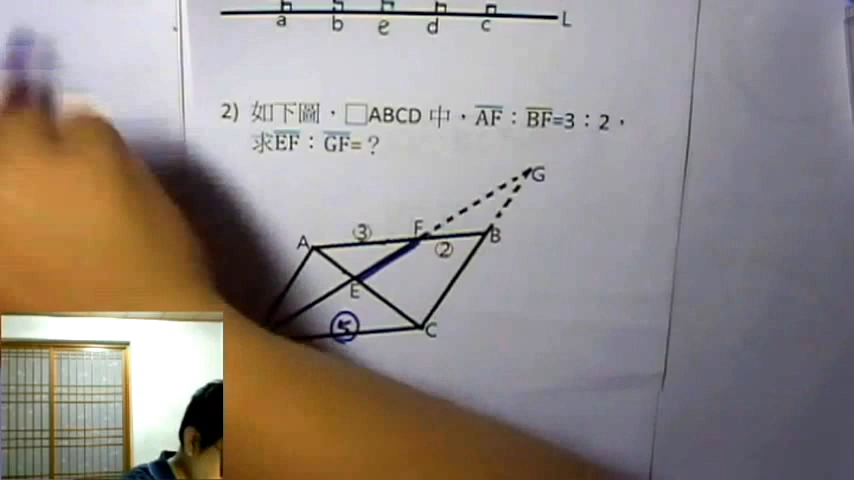 a b e d c L
2) 如下圖，□ABCD 中，AF：BF=3：2，
求EF：GF=？
G
A ③ F B
②
E
⑤ C